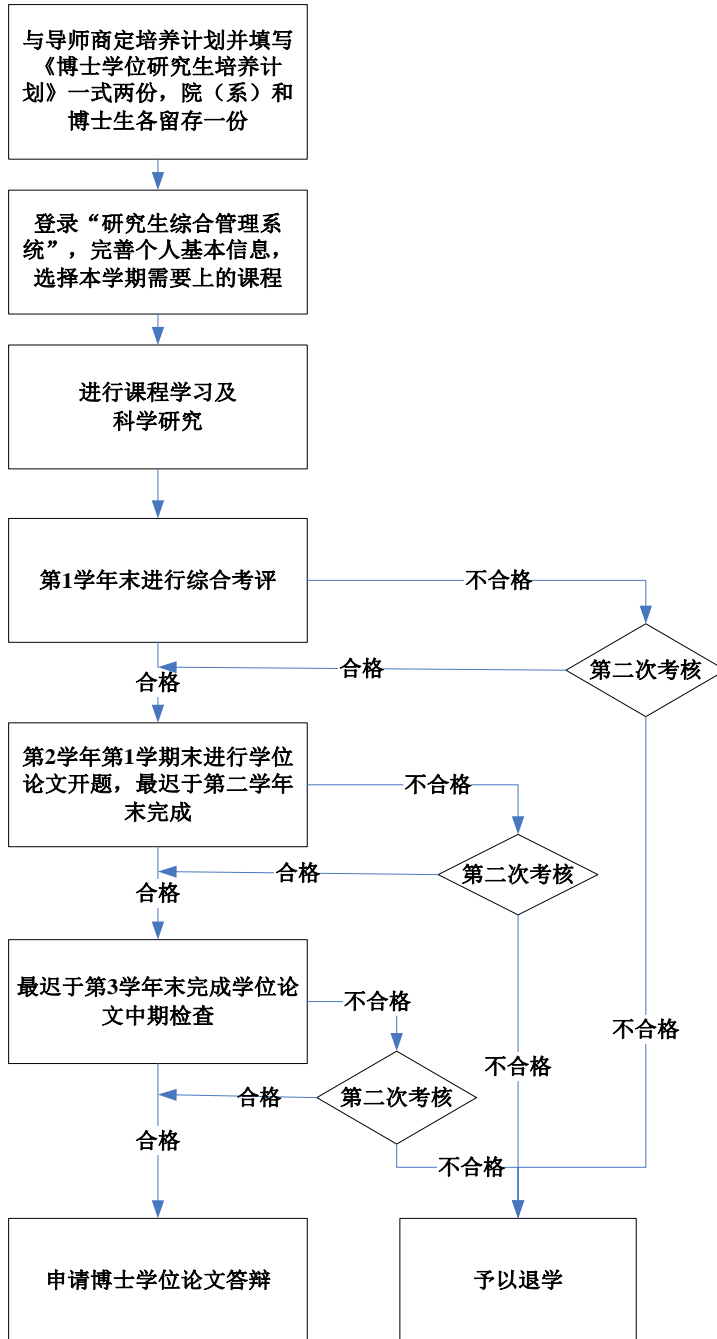 与导师商定培养计划并填写
《博士学位研究生培养计
划》一式两份，院（系）和
博士生各留存一份
登录“研究生综合管理系
统”，完善个人基本信息，
选择本学期需要上的课程
进行课程学习及
科学研究
第1学年末进行综合考评
不合格
第二次考核
合格
合格
第2学年第1学期末进行学位
论文开题，最迟于第二学年
末完成
不合格
第二次考核
合格
合格
最迟于第3学年末完成学位论
文中期检查
不合格
不合格
不合格
第二次考核
合格
合格
不合格
申请博士学位论文答辩
予以退学